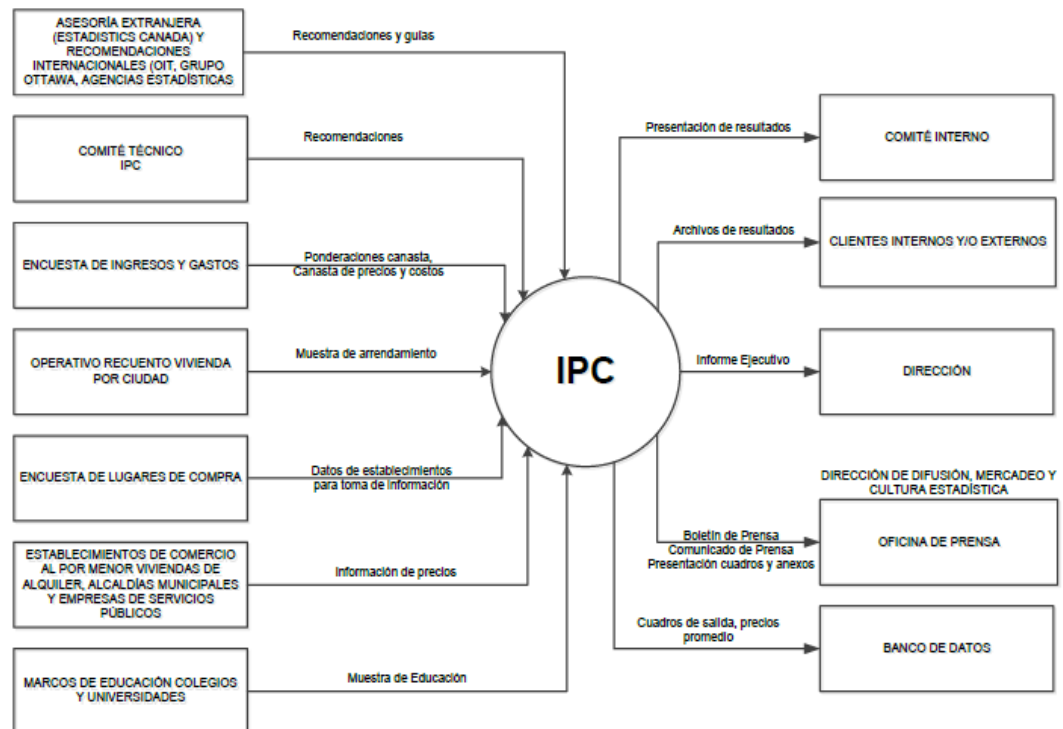 ASESORÍA EXTRANJERA
(ESTADISTICS CANADA) Y
RECOMENDACIONES
INTERNACIONALES (OIT, GRUPO
OTTAWA, AGENCIAS ESTADÍSTICAS
Recomendaciones y guías
COMITÉ TÉCNICO
IPC
Recomendaciones
ENCUESTA DE INGRESOS Y GASTOS
Ponderaciones canasta,
Canasta de precios y costos
OPERATIVO RECUENTO VIVIENDA
POR CIUDAD
Muestra de arrendamiento
ENCUESTA DE LUGARES DE COMPRA
Datos de establecimientos
para toma de información
ESTABLECIMIENTOS DE COMERCIO
AL POR MENOR VIVIENDAS DE
ALQUILER, ALCALDÍAS MUNICIPALES
Y EMPRESAS DE SERVICIOS
PÚBLICOS
Información de precios
MARCOS DE EDUCACIÓN COLEGIOS
Y UNIVERSIDADES
Muestra de Educación
IPC
Presentación de resultados
COMITÉ INTERNO
Archivos de resultados
CLIENTES INTERNOS Y/O EXTERNOS
Informe Ejecutivo
DIRECCIÓN
DIRECCIÓN DE DIFUSIÓN, MERCADEO Y
CULTURA ESTADÍSTICA
Boletín de Prensa
Comunicado de Prensa
Presentación cuadros y anexos
OFICINA DE PRENSA
Cuadros de salida, precios
promedio
BANCO DE DATOS